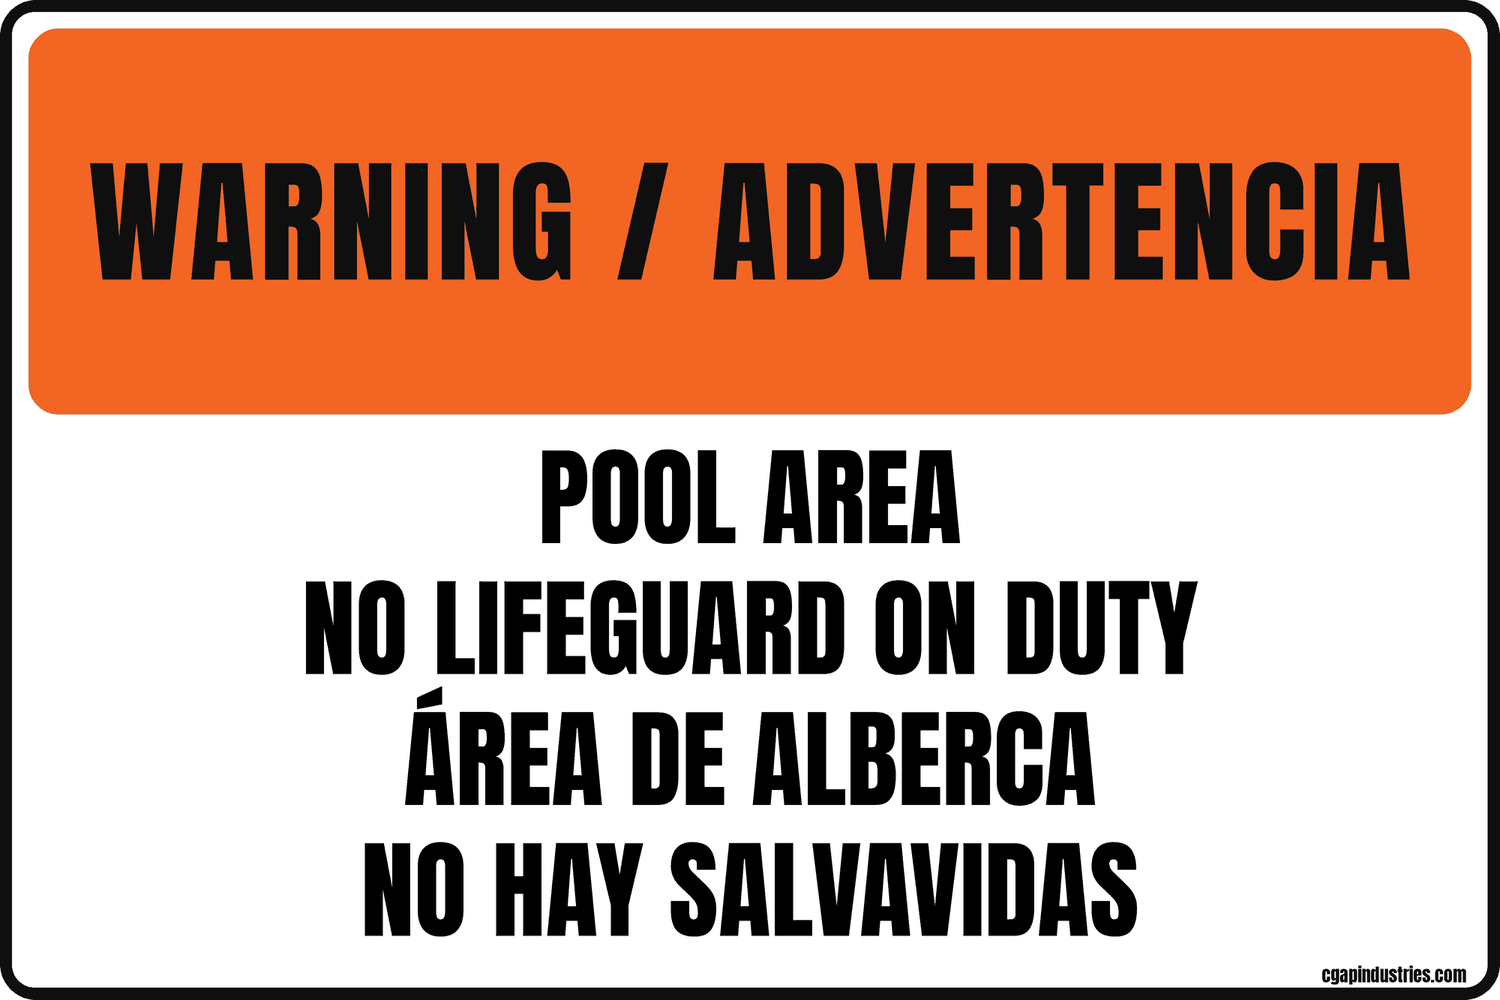 WARNING / ADVERTENCIA
POOL AREA
NO LIFEGUARD ON DUTY
ÁREA DE ALBERCA
NO HAY SALVAVIDAS
cgapindustries.com